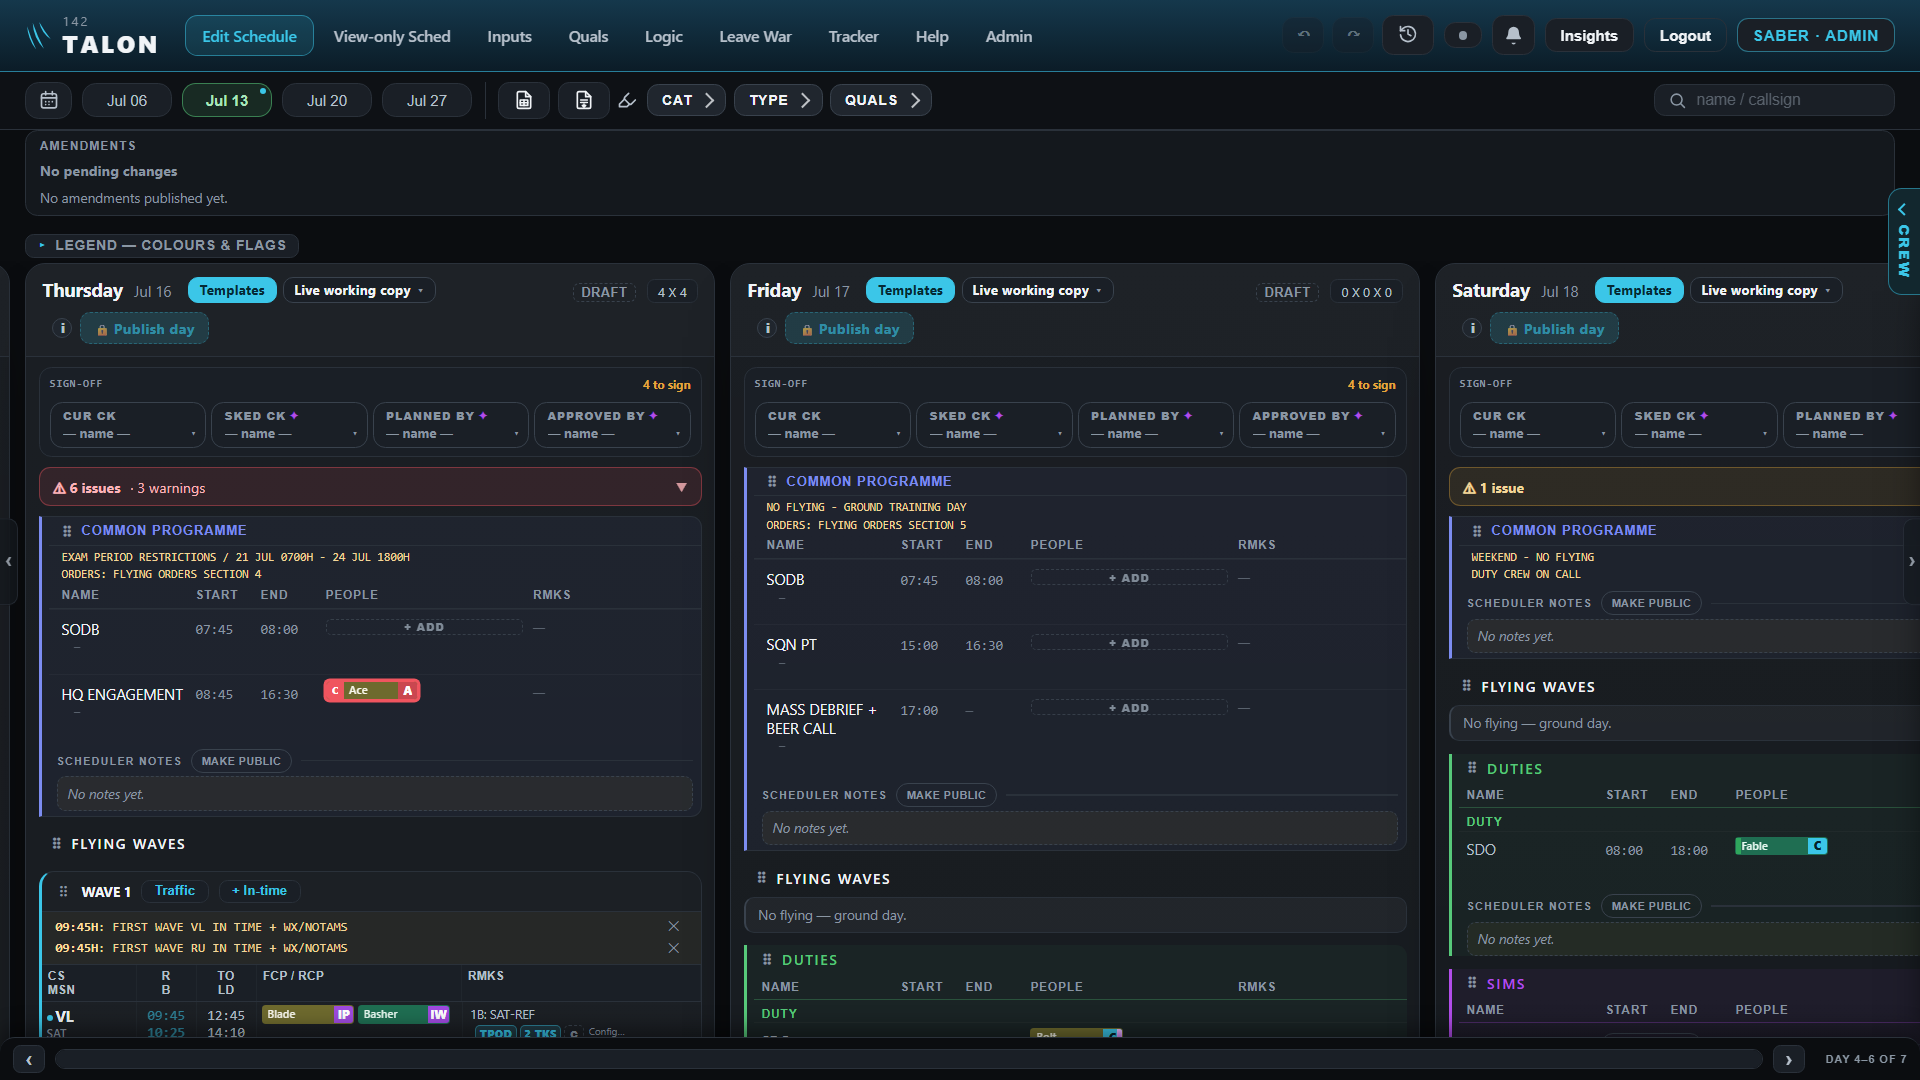 142
TALON
Edit Schedule
View-only Sched
Inputs
Quals
Logic
Leave War
Tracker
Help
Admin
Insights
Logout
SABER · ADMIN
Jul 06
Jul 13
Jul 20
Jul 27
CAT
TYPE
QUALS
name / callsign
AMENDMENTS
No pending changes
No amendments published yet.
CREW
LEGEND — COLOURS & FLAGS
Thursday Jul 16 Templates Live working copy DRAFT 4 X 4
i Publish day
SIGN-OFF 4 to sign
CUR CK SKED CK PLANNED BY APPROVED BY
— name — — name — — name — — name —
6 issues · 3 warnings
COMMON PROGRAMME
EXAM PERIOD RESTRICTIONS / 21 JUL 0700H - 24 JUL 1800H
ORDERS: FLYING ORDERS SECTION 4
NAME START END PEOPLE RMKS
SODB 07:45 08:00 + ADD —
—
HQ ENGAGEMENT 08:45 16:30 C Ace A —
—
SCHEDULER NOTES MAKE PUBLIC
No notes yet.
FLYING WAVES
WAVE 1 Traffic + In-time
09:45H: FIRST WAVE VL IN TIME + WX/NOTAMS
09:45H: FIRST WAVE RU IN TIME + WX/NOTAMS
CS R TO FCP / RCP RMKS
MSN B LD
VL 09:45 12:45 Blade IP Basher IW 1B: SAT-REF
SAT 10:25 14:10 TPOD 2 TKS C Config...
Friday Jul 17 Templates Live working copy DRAFT 0 X 0 X 0
i Publish day
SIGN-OFF 4 to sign
CUR CK SKED CK PLANNED BY APPROVED BY
— name — — name — — name — — name —
COMMON PROGRAMME
NO FLYING - GROUND TRAINING DAY
ORDERS: FLYING ORDERS SECTION 5
NAME START END PEOPLE RMKS
SODB 07:45 08:00 + ADD —
—
SQN PT 15:00 16:30 + ADD —
—
MASS DEBRIEF + 17:00 — + ADD —
BEER CALL
—
SCHEDULER NOTES MAKE PUBLIC
No notes yet.
FLYING WAVES
No flying — ground day.
DUTIES
NAME START END PEOPLE RMKS
DUTY
Saturday Jul 18 Templates Live working copy
i Publish day
SIGN-OFF
CUR CK SKED CK PLANNED BY
— name — — name — — name —
1 issue
COMMON PROGRAMME
WEEKEND - NO FLYING
DUTY CREW ON CALL
SCHEDULER NOTES MAKE PUBLIC
No notes yet.
FLYING WAVES
No flying — ground day.
DUTIES
NAME START END PEOPLE
DUTY
SDO 08:00 18:00 Fable C
SCHEDULER NOTES MAKE PUBLIC
No notes yet.
SIMS
NAME START END PEOPLE
DAY 4–6 OF 7